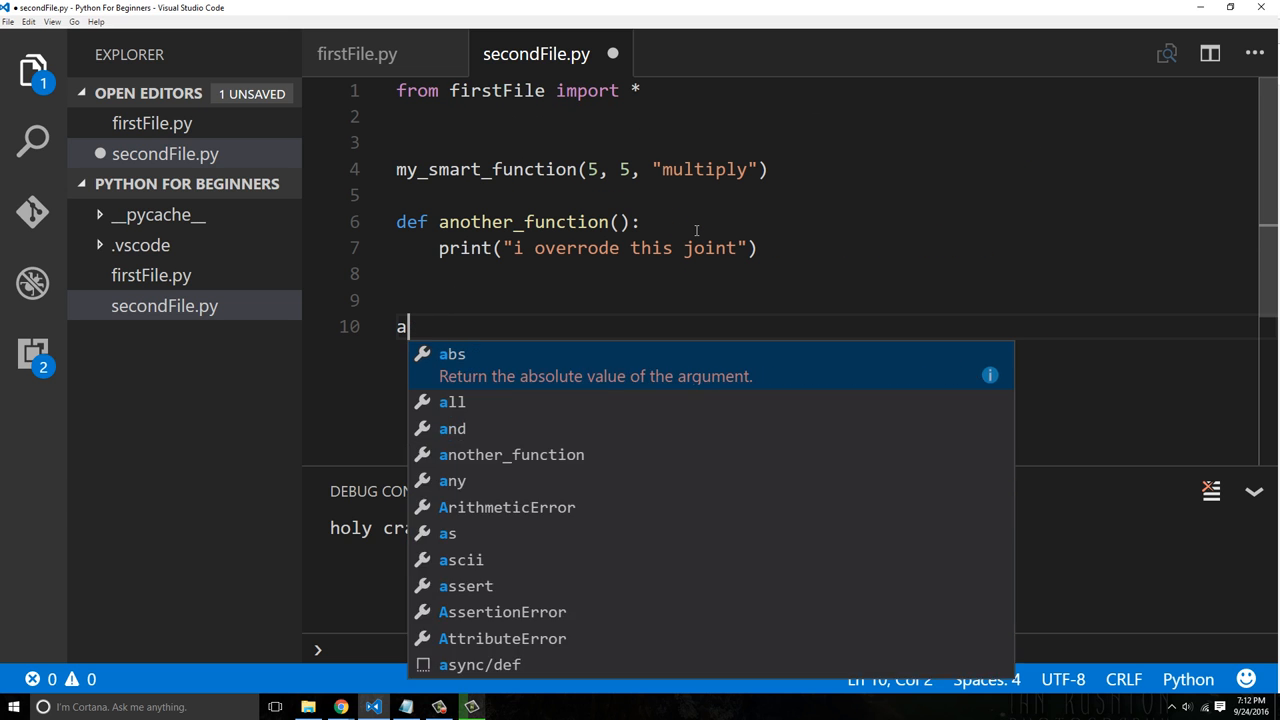 ● secondFile.py - Python For Beginners - Visual Studio Code
File Edit View Go Help
EXPLORER
OPEN EDITORS 1 UNSAVED
firstFile.py
secondFile.py
PYTHON FOR BEGINNERS
__pycache__
.vscode
firstFile.py
secondFile.py
1
2
firstFile.py secondFile.py
1 from firstFile import *
2
3
4 my_smart_function(5, 5, "multiply")
5
6 def another_function():
7 print("i overrode this joint")
8
9
10 a
abs
Return the absolute value of the argument.
all
and
another_function
any
ArithmeticError
as
ascii
assert
AssertionError
AttributeError
async/def
DEBUG
holy
0 0 Ln 10, Col 2 Spaces: 4 UTF-8 CRLF Python
I'm Cortana. Ask me anything.
7:12 PM
9/24/2016